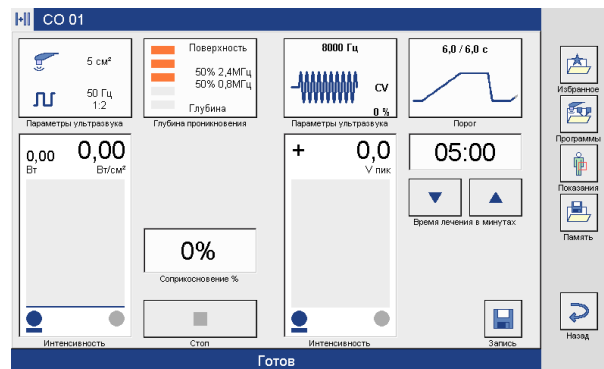 CO 01
5 см²
50 Гц
1:2
Параметры ультразвука
Поверхность
50% 2,4МГц
50% 0,8МГц
Глубина
Глубина проникновения
8000 Гц
CV
0 %
Параметры ультразвука
6,0 / 6,0 с
Порог
Избранное
Программы
Показания
Память
Назад
0,00
Вт
0,00
Вт/см²
Интенсивность
0%
Соприкосновение %
Стоп
+
0,0
V пик
Интенсивность
05:00
Время лечения в минутах
Запись
Готов